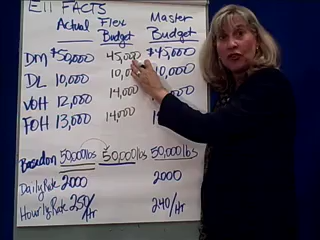 E11 FACTS
Actual Flex Budget Master Budget
DM $50,000 45,000 $45,000
DL 10,000 10,0 10,000
VOH 12,000 14,000
FOH 13,000 14,000
Based on 50,000 lbs 50,000 lbs 50,000 lbs
Daily Rate 2000 2000
Hourly Rate 250/Hr 240/Hr